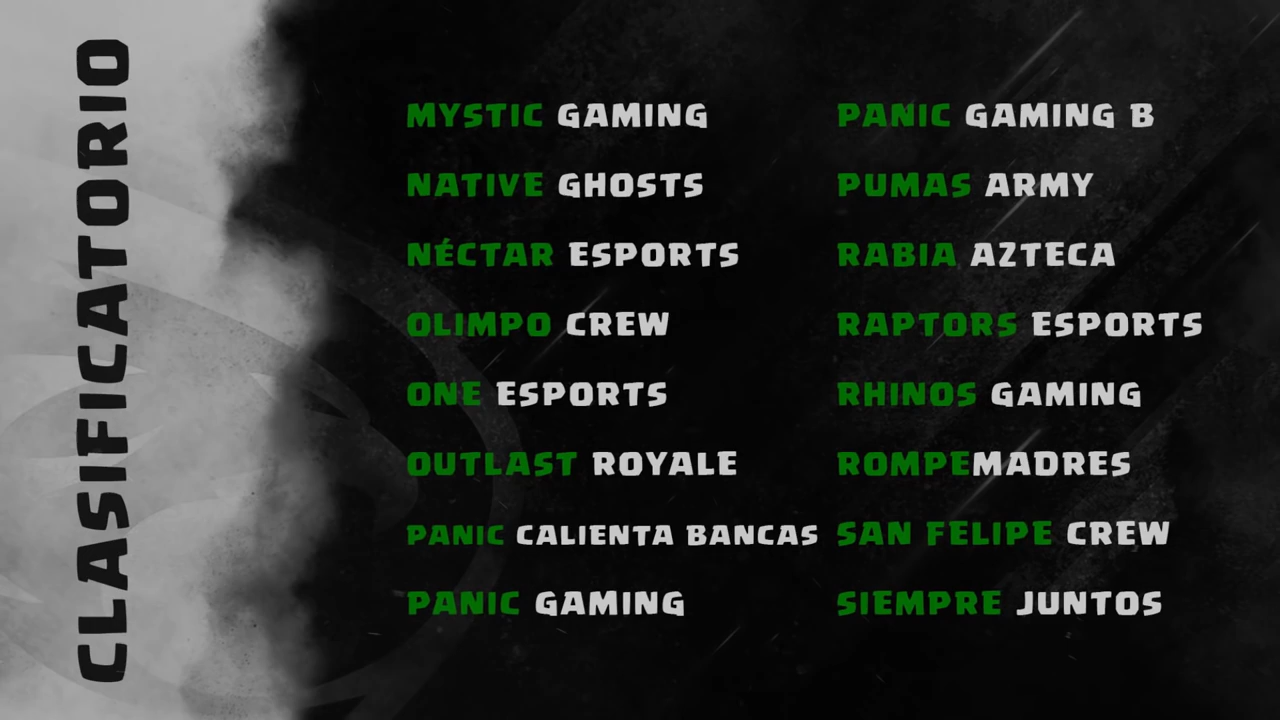 CLASIFICATORIO
MYSTIC GAMING
NATIVE GHOSTS
NÉCTAR ESPORTS
OLIMPO CREW
ONE ESPORTS
OUTLAST ROYALE
PANIC CALIENTA BANCAS
PANIC GAMING
PANIC GAMING B
PUMAS ARMY
RABIA AZTECA
RAPTORS ESPORTS
RHINOS GAMING
ROMPEMADRES
SAN FELIPE CREW
SIEMPRE JUNTOS